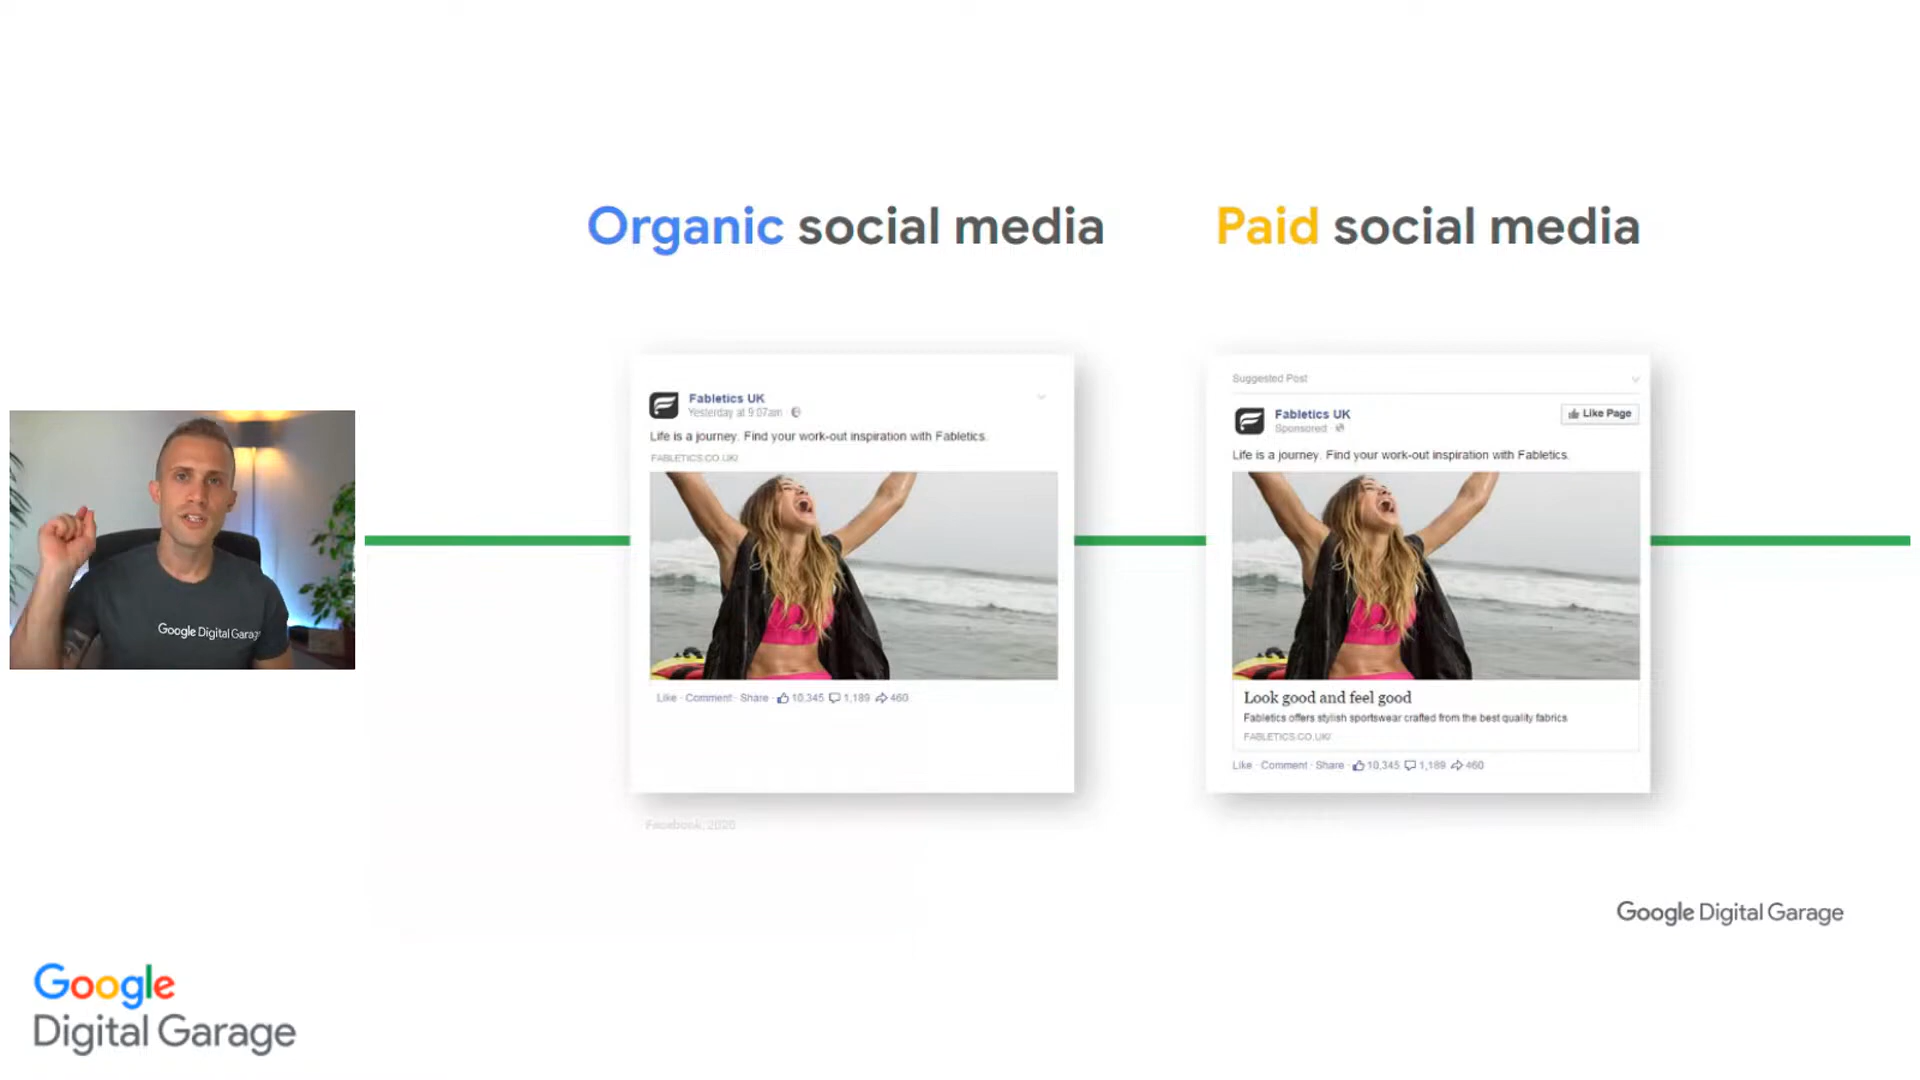 Organic social media
Paid social media
Fabletics UK
Yesterday at 9:07am
Life is a journey. Find your work-out inspiration with Fabletics.
FABLETICS.CO.UK/
Like · Comment · Share · 10,345 1,189 460
Facebook, 2020
Suggested Post
Fabletics UK
Sponsored ·
Like Page
Life is a journey. Find your work-out inspiration with Fabletics.
Look good and feel good
Fabletics offers stylish sportswear crafted from the best quality fabrics
FABLETICS.CO.UK/
Like · Comment · Share · 10,345 1,189 460
Google Digital Garag
Google Digital Garage
Google
Digital Garage